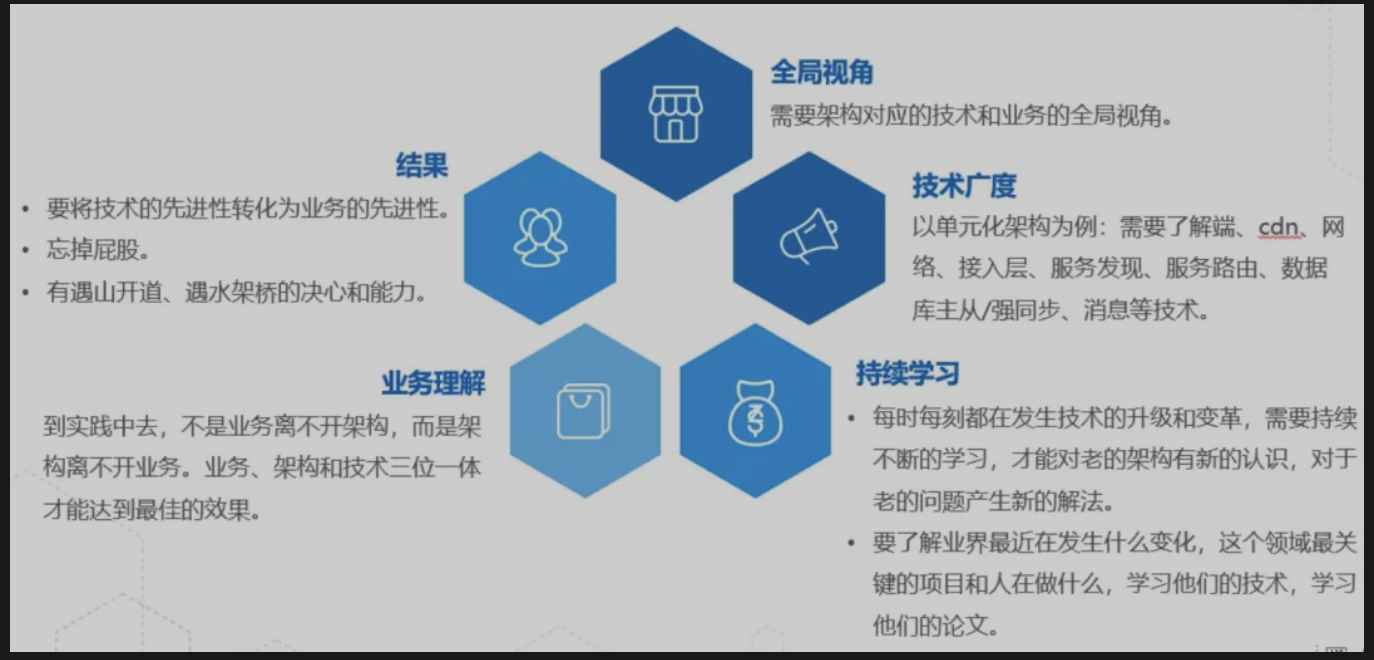 全局视角
需要架构对应的技术和业务的全局视角。
技术广度
以单元化架构为例：需要了解端、cdn、网
络、接入层、服务发现、服务路由、数据
库主从/强同步、消息等技术。
持续学习
• 每时每刻都在发生技术的升级和变革，需要持续
不断的学习，才能对老的架构有新的认识，对于
老的问题产生新的解法。
• 要了解业界最近在发生什么变化，这个领域最关
键的项目和人在做什么，学习他们的技术，学习
他们的论文。
业务理解
到实践中去，不是业务离不开架构，而是架
构离不开业务。业务、架构和技术三位一体
才能达到最佳的效果。
结果
• 要将技术的先进性转化为业务的先进性。
• 忘掉屁股。
• 有遇山开道、遇水架桥的决心和能力。